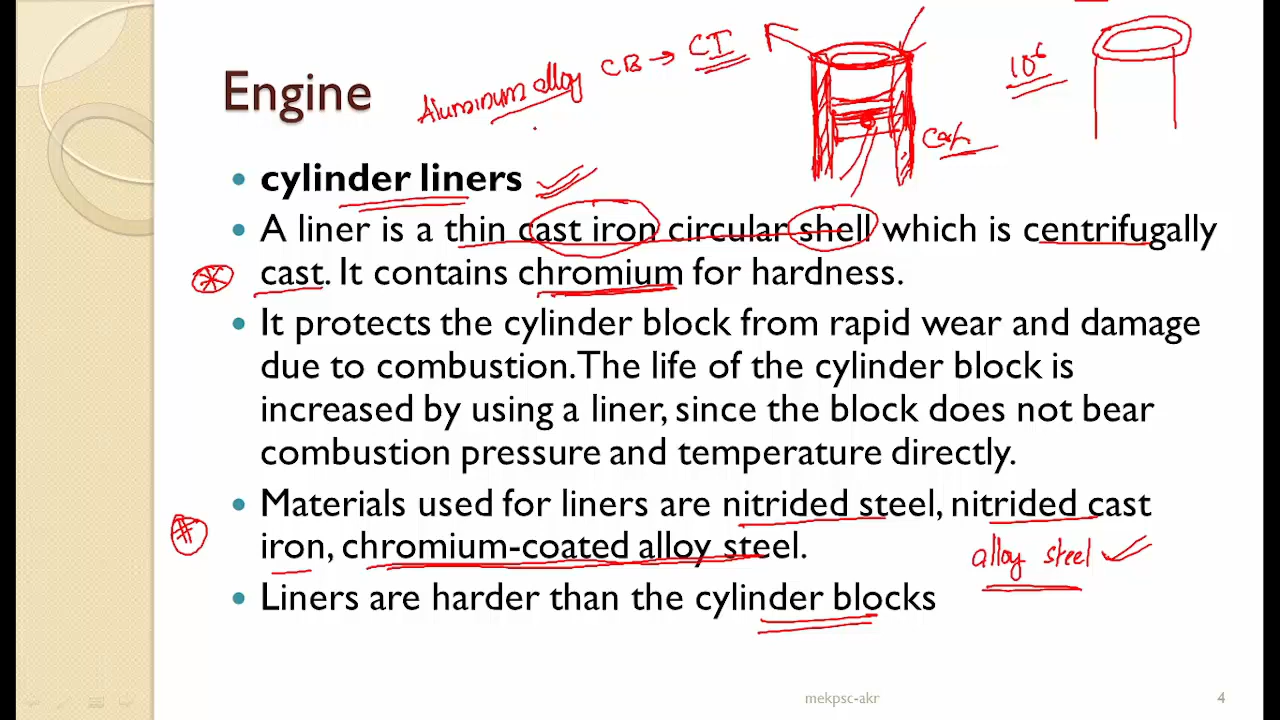 Aluminum alloy CB → CI
10⁶
Engine
Cost
• cylinder liners
• A liner is a thin cast iron circular shell which is centrifugally
cast. It contains chromium for hardness.
• It protects the cylinder block from rapid wear and damage
due to combustion. The life of the cylinder block is
increased by using a liner, since the block does not bear
combustion pressure and temperature directly.
• Materials used for liners are nitrided steel, nitrided cast
iron, chromium-coated alloy steel.
alloy steel
• Liners are harder than the cylinder blocks
mekpsc-akr
4